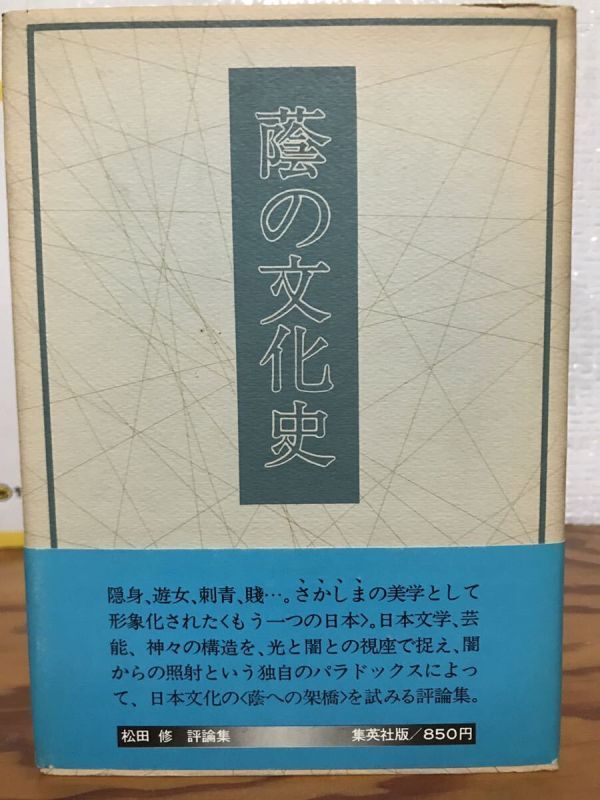 蔭の文化史
隠身、遊女、刺青、賤…。さかしまの美学として
形象化された〈もう一つの日本〉。日本文学、芸
能、神々の構造を、光と闇との視座で捉え、闇
からの照射という独自のパラドックスによっ
て、日本文化の〈蔭への架橋〉を試みる評論集。
松田 修 評論集 集英社版/850円